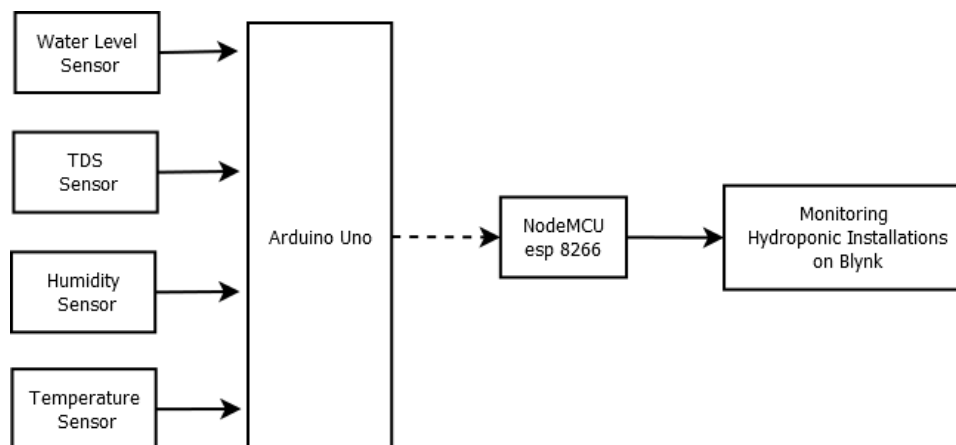 Water Level
Sensor
TDS
Sensor
Humidity
Sensor
Temperature
Sensor
Arduino Uno
NodeMCU
esp 8266
Monitoring
Hydroponic Installations
on Blynk